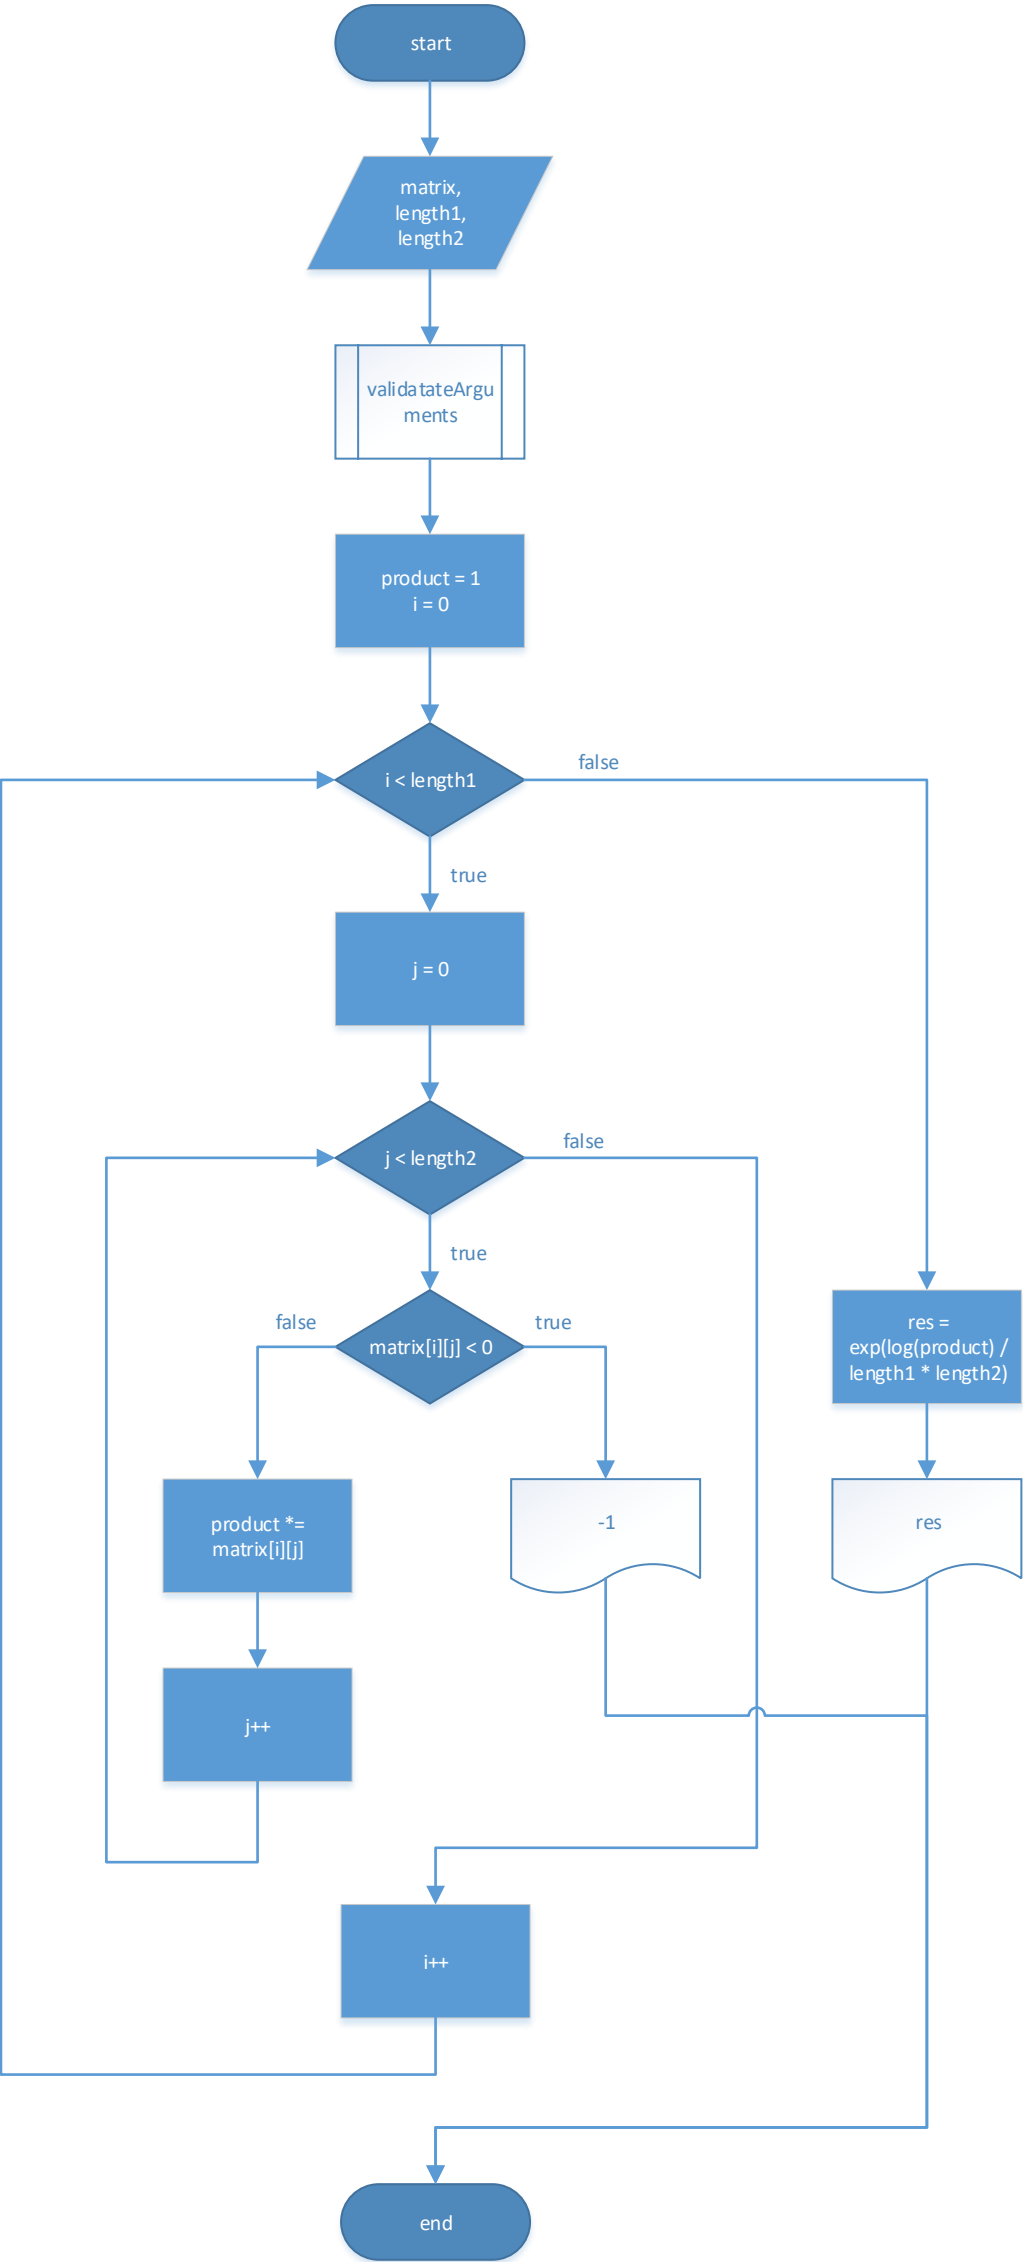 start
matrix,
length1,
length2
validatateArgu
ments
product = 1
i = 0
i < length1
false
true
j = 0
j < length2
false
true
matrix[i][j] < 0
false
true
res =
exp(log(product) /
length1 * length2)
product *=
matrix[i][j]
-1
res
j++
i++
end